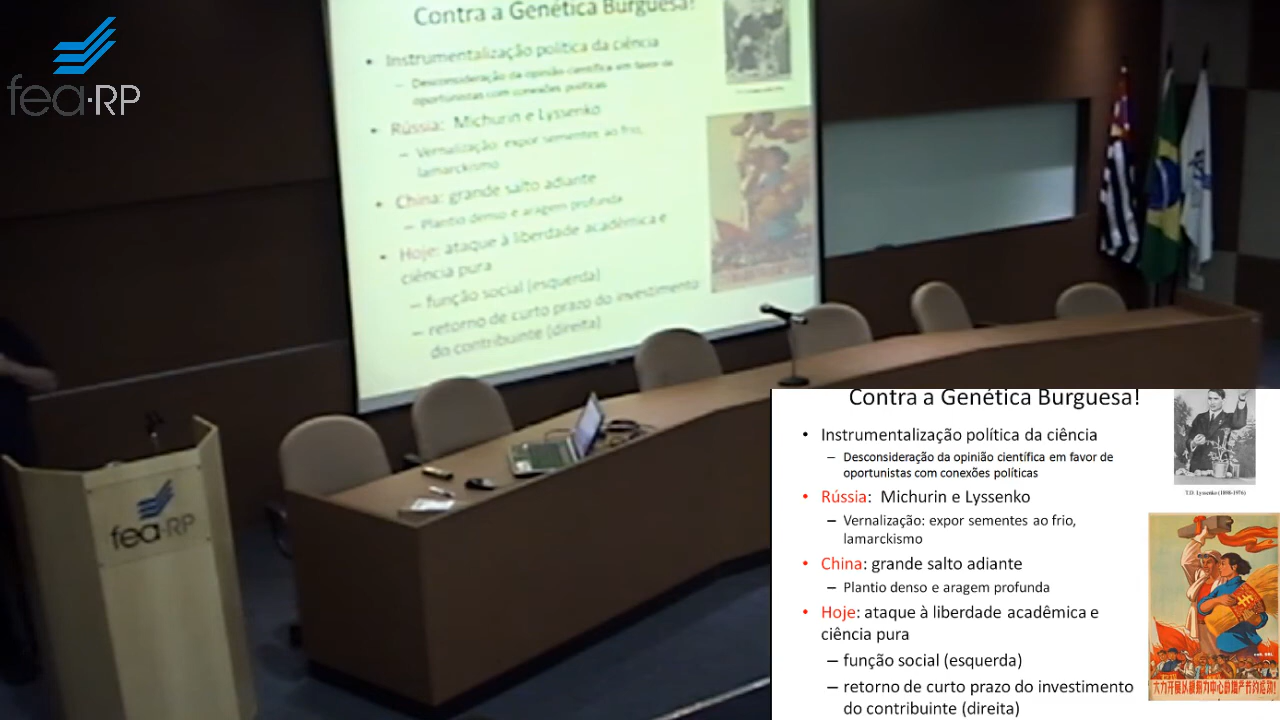 fea-RP
Contra a Genética Burguesa!
• Instrumentalização política da ciência
– Desconsideração da opinião científica em favor de
oportunistas com conexões políticas
• Rússia: Michurin e Lyssenko
– Vernalização: expor sementes ao frio,
lamarckismo
• China: grande salto adiante
– Plantio denso e aragem profunda
• Hoje: ataque à liberdade acadêmica e
ciência pura
– função social (esquerda)
– retorno de curto prazo do investimento
do contribuinte (direita)
fea-RP
Contra a Genética Burguesa!
• Instrumentalização política da ciência
– Desconsideração da opinião científica em favor de
oportunistas com conexões políticas
• Rússia: Michurin e Lyssenko
– Vernalização: expor sementes ao frio,
lamarckismo
• China: grande salto adiante
– Plantio denso e aragem profunda
• Hoje: ataque à liberdade acadêmica e
ciência pura
– função social (esquerda)
– retorno de curto prazo do investimento
do contribuinte (direita)
T.D. Lyssenko (1898-1976)